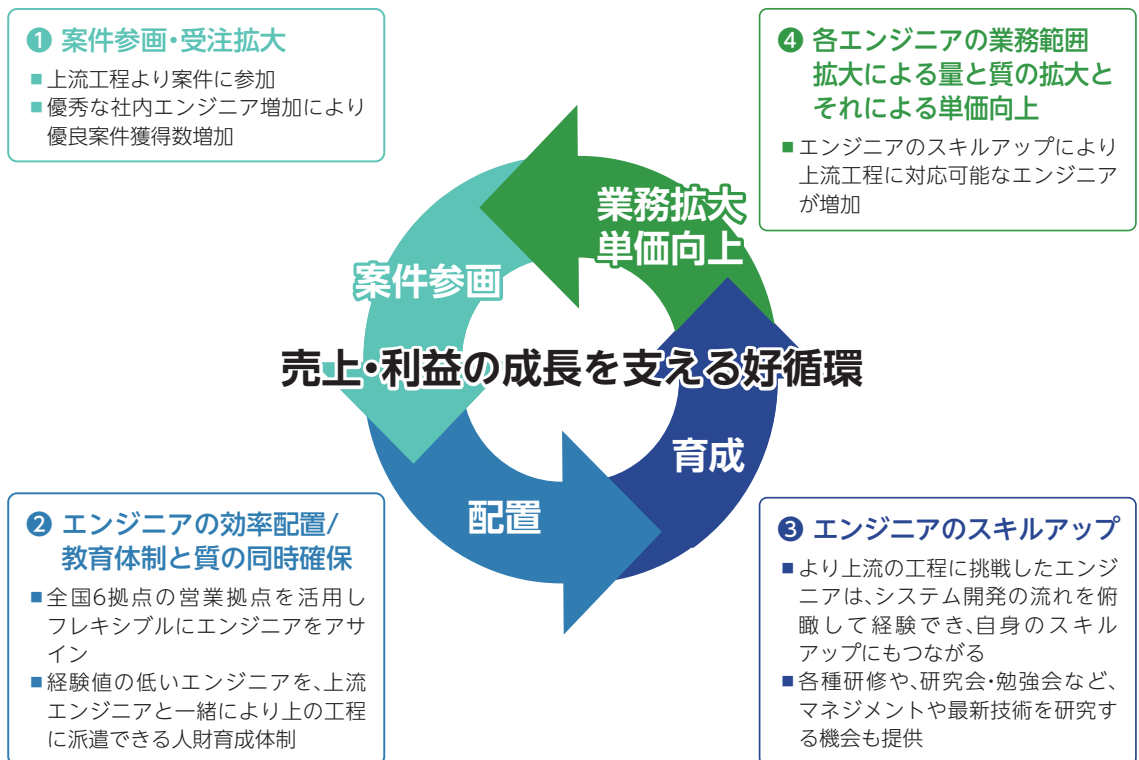 ❶ 案件参画・受注拡大
■上流工程より案件に参加
■優秀な社内エンジニア増加により
優良案件獲得数増加
❹ 各エンジニアの業務範囲
拡大による量と質の拡大と
それによる単価向上
■エンジニアのスキルアップにより
上流工程に対応可能なエンジニア
が増加
業務拡大
単価向上
案件参画
売上・利益の成長を支える好循環
育成
配置
❷ エンジニアの効率配置/
教育体制と質の同時確保
■全国6拠点の営業拠点を活用し
フレキシブルにエンジニアをアサ
イン
■経験値の低いエンジニアを、上流
エンジニアと一緒により上の工程
に派遣できる人財育成体制
❸ エンジニアのスキルアップ
■より上流の工程に挑戦したエンジ
ニアは、システム開発の流れを俯
瞰して経験でき、自身のスキル
アップにもつながる
■各種研修や、研究会・勉強会など、
マネジメントや最新技術を研究す
る機会も提供